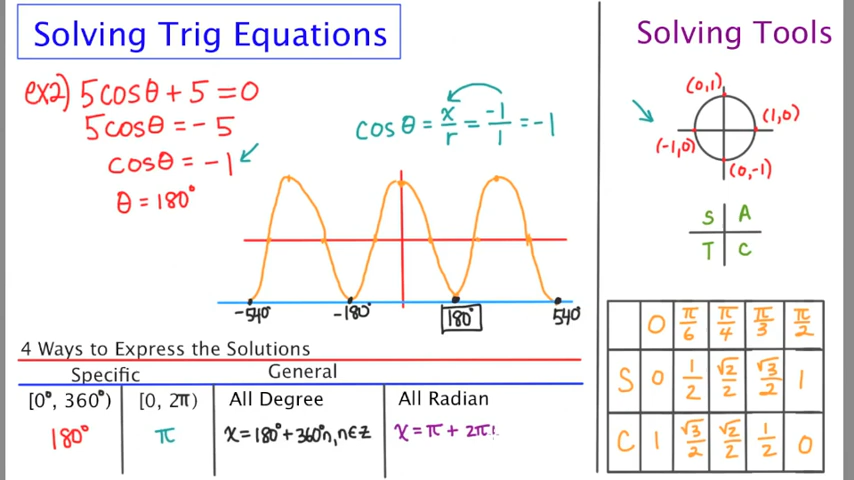 Solving Trig Equations
Solving Tools
ex2) 5cosθ + 5 = 0
5cosθ = - 5
cosθ = -1
θ = 180°
cos θ = x/r = -1/1 = -1
-540° -180° 180° 540°
(0,1)
(1,0)
(-1,0)
(0,-1)
S A
T C
0 π/6 π/4 π/3 π/2
S 0 1/2 √2/2 √3/2 1
C 1 √3/2 √2/2 1/2 0
4 Ways to Express the Solutions
Specific General
[0°, 360°) [0, 2π) All Degree All Radian
180° π x = 180° + 360°n, n∈Z x = π + 2π